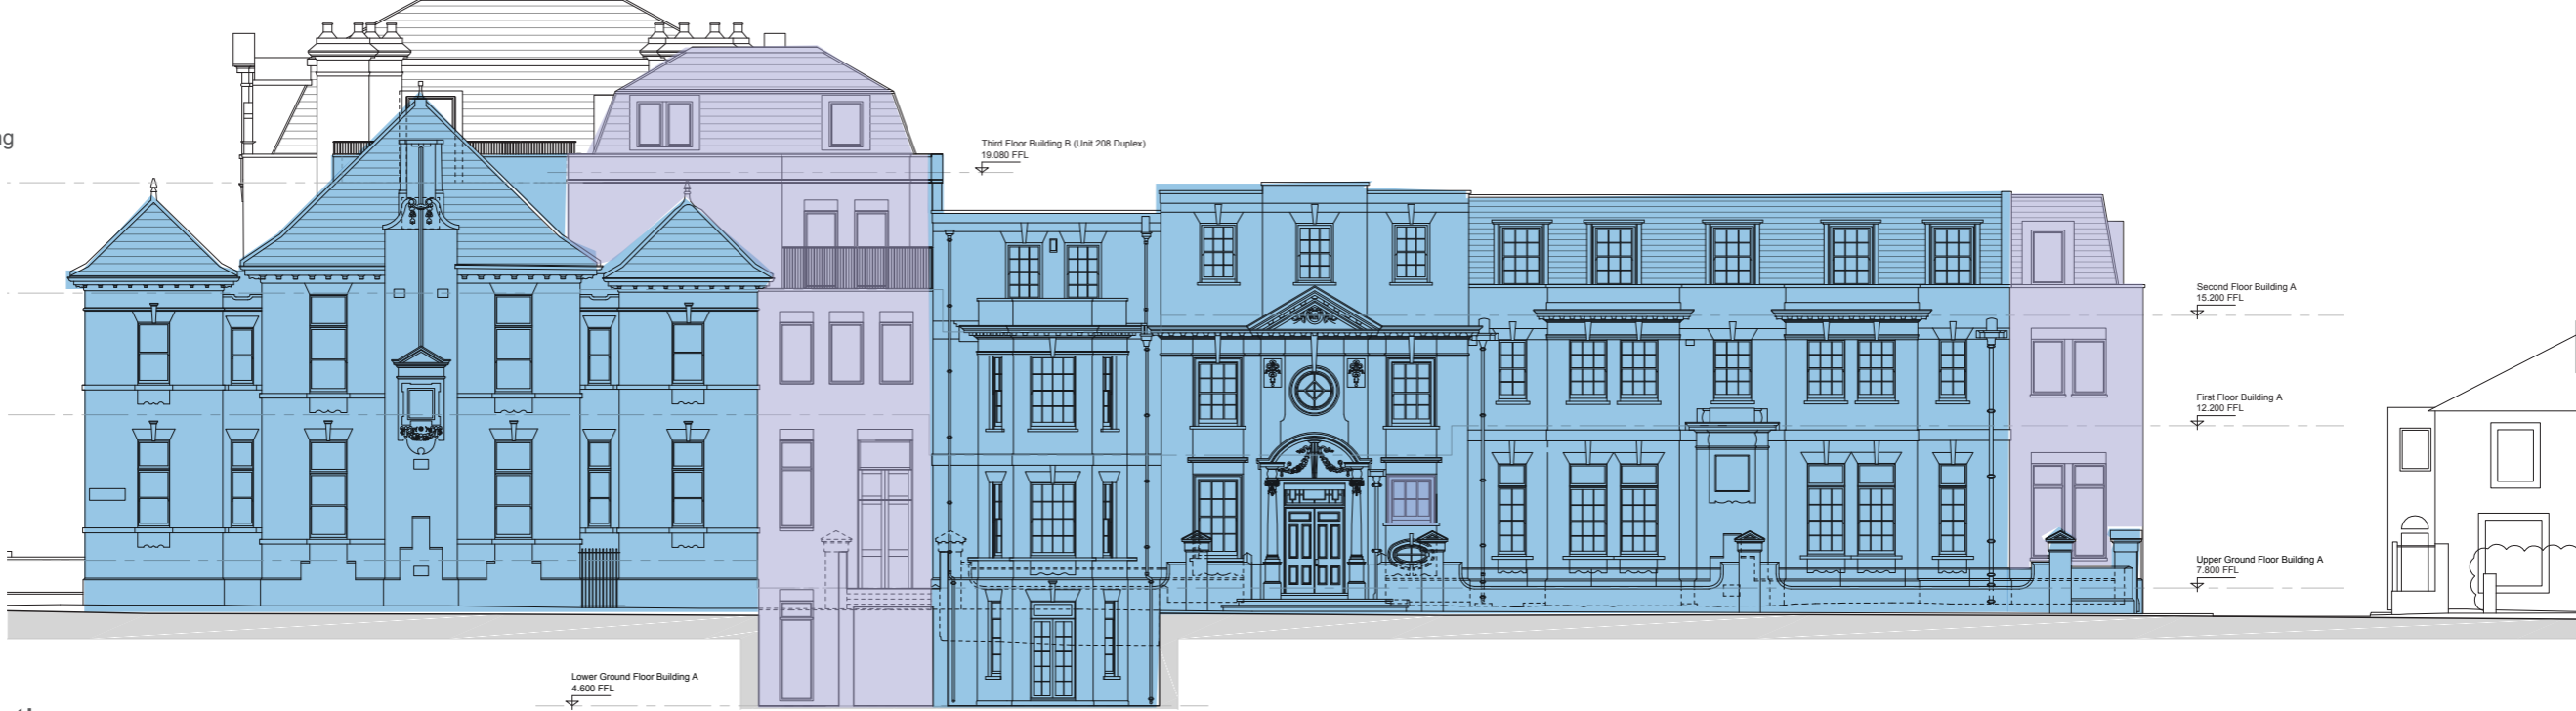 ng
Third Floor Building B (Unit 208 Duplex)
19.080 FFL
Second Floor Building A
15.200 FFL
First Floor Building A
12.200 FFL
Upper Ground Floor Building A
7.800 FFL
Lower Ground Floor Building A
4.600 FFL